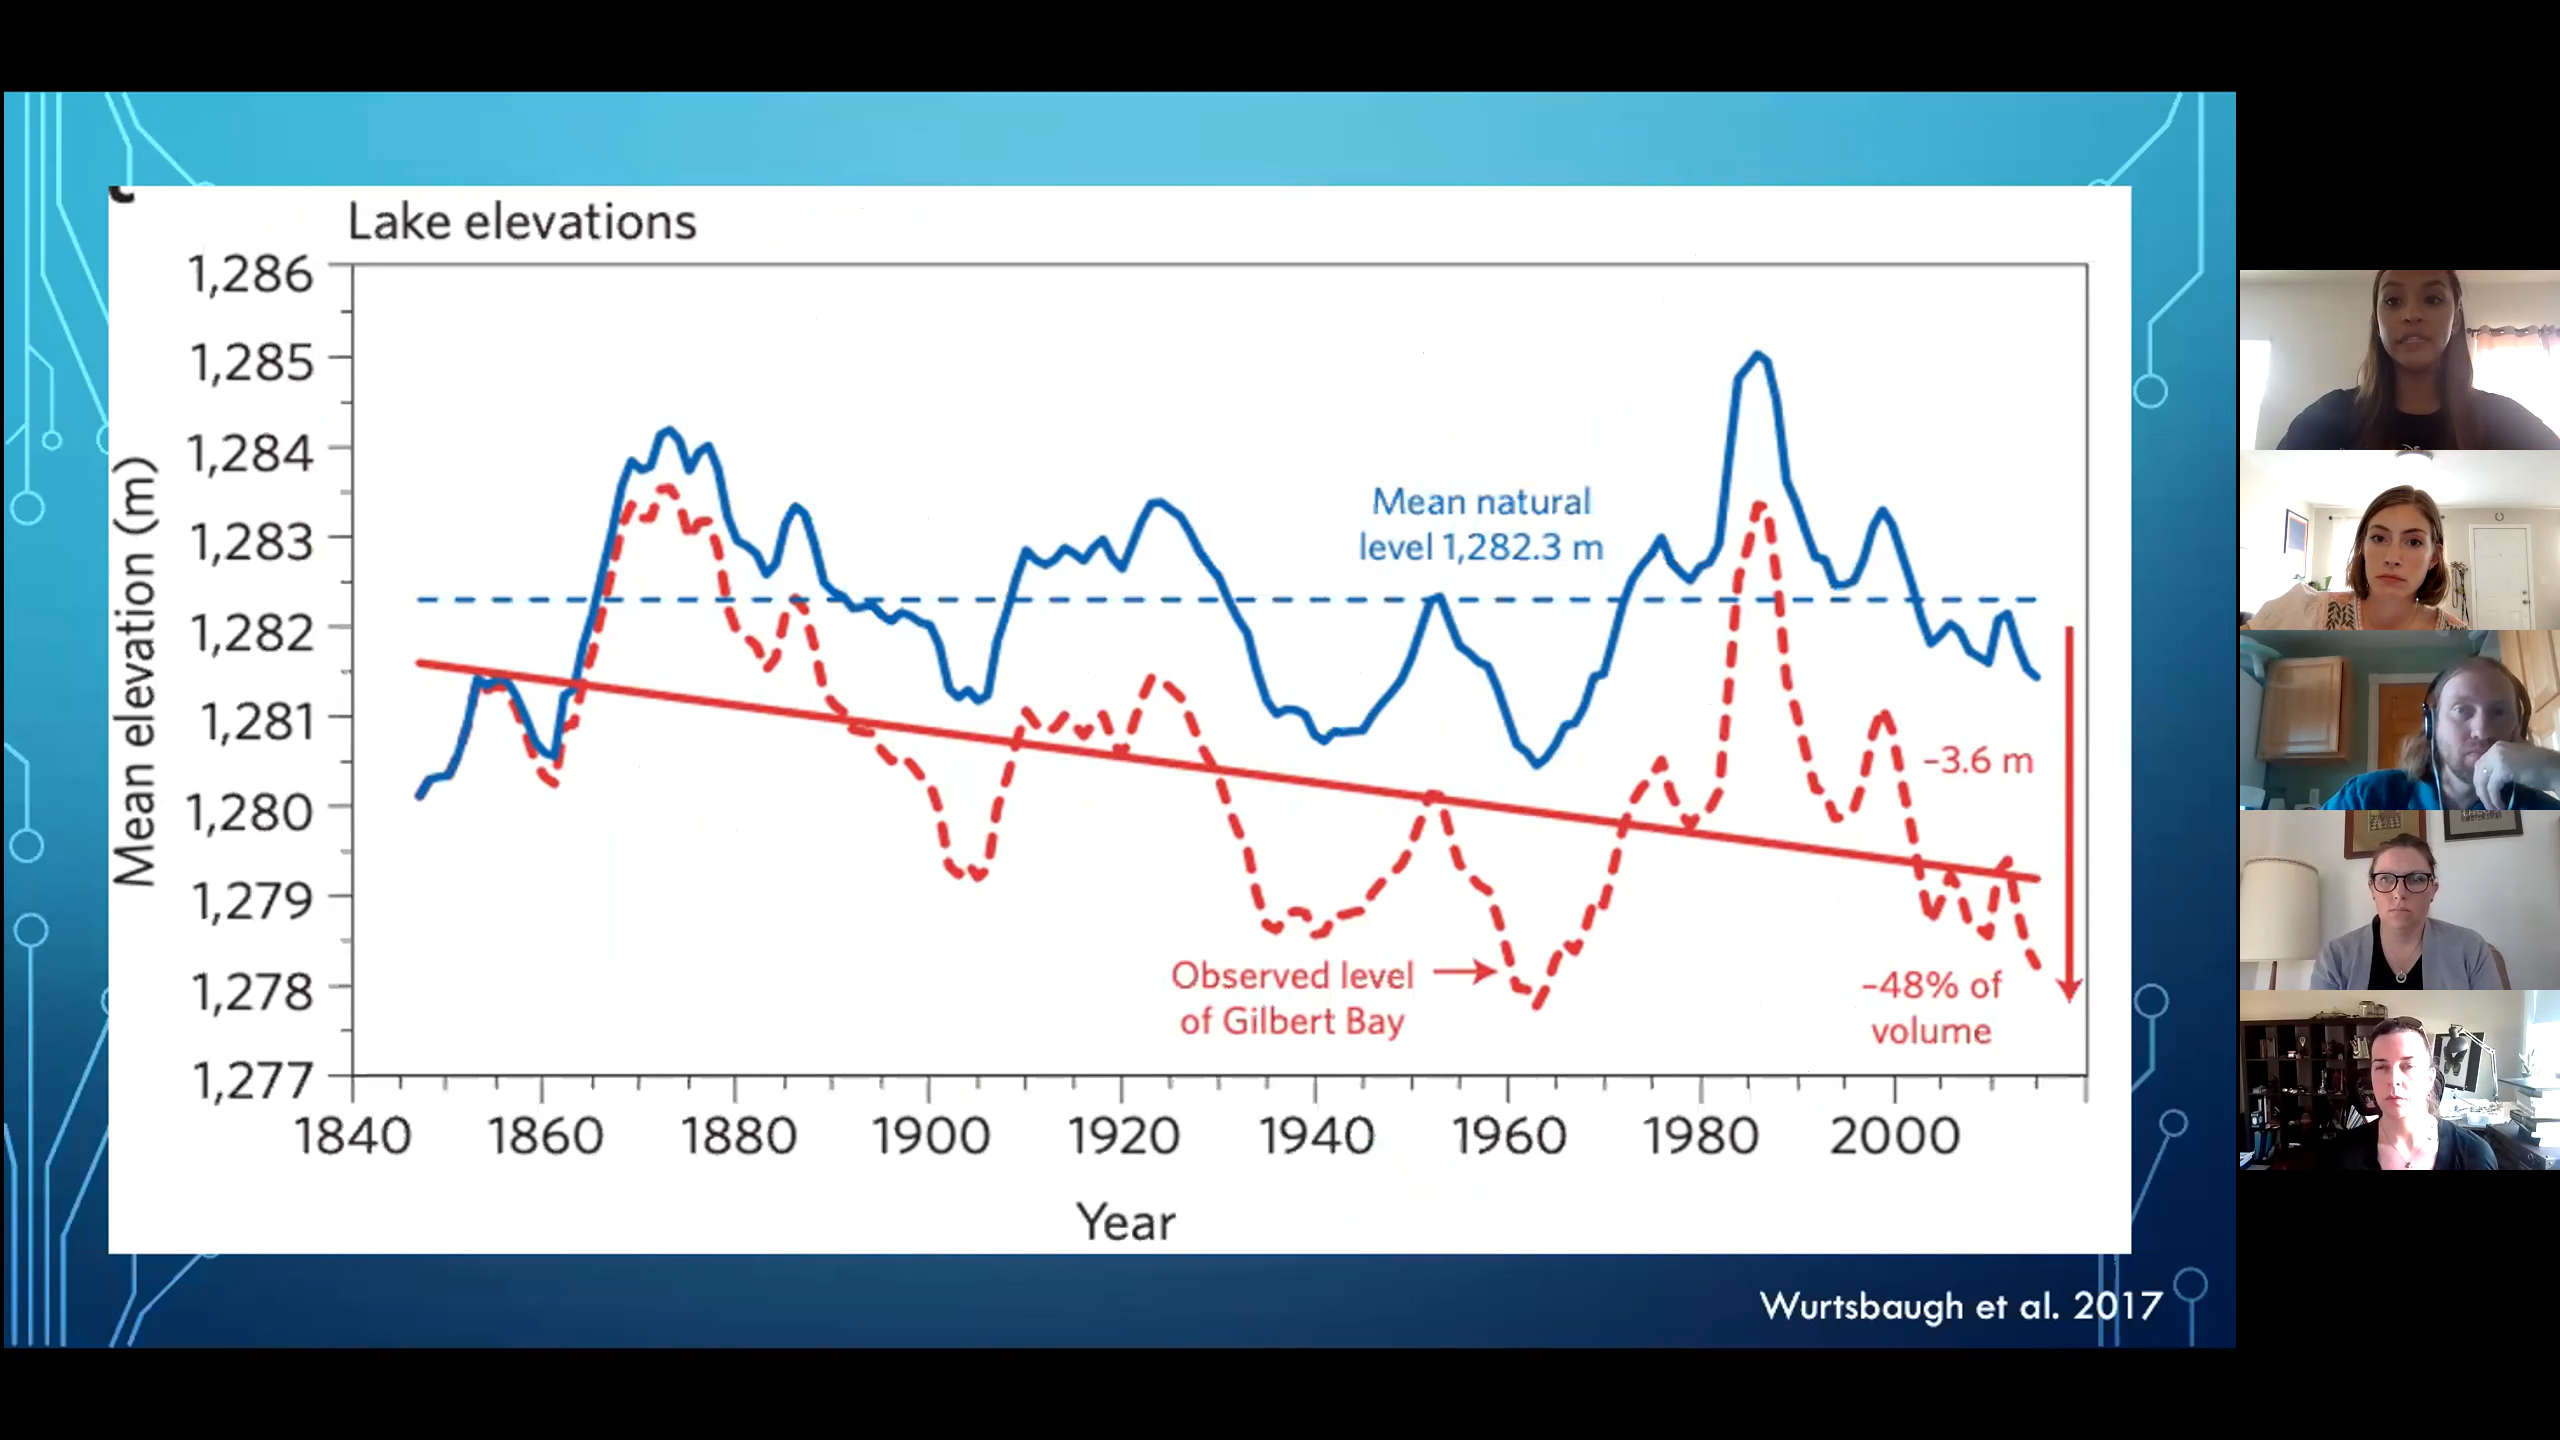 Lake elevations
1,286
1,285
1,284
1,283
1,282
1,281
1,280
1,279
1,278
1,277
Mean elevation (m)
Mean natural
level 1,282.3 m
-3.6 m
Observed level
of Gilbert Bay
-48% of
volume
1840 1860 1880 1900 1920 1940 1960 1980 2000
Year
Wurtsbaugh et al. 2017